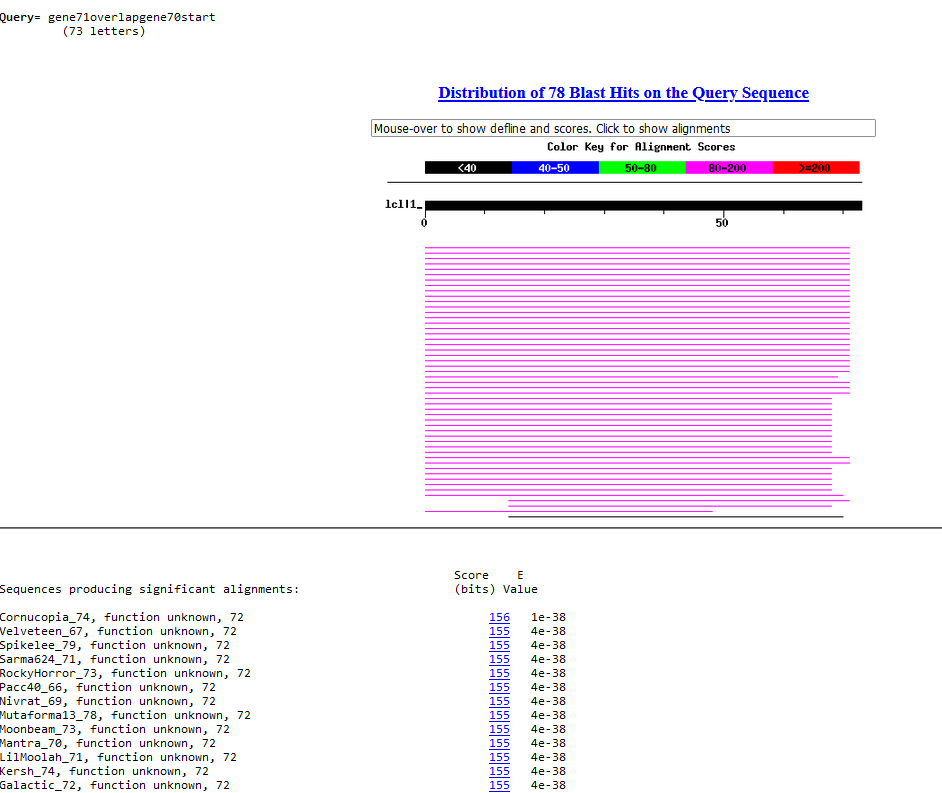 Query= gene71overlapgene70start
(73 letters)
Distribution of 78 Blast Hits on the Query Sequence
Mouse-over to show defline and scores. Click to show alignments
Color Key for Alignment Scores
<40 40-50 50-80 80-200 >=200
lcl|1_
0 50
Score E
Sequences producing significant alignments: (bits) Value
Cornucopia_74, function unknown, 72 156 1e-38
Velveteen_67, function unknown, 72 155 4e-38
Spikelee_79, function unknown, 72 155 4e-38
Sarma624_71, function unknown, 72 155 4e-38
RockyHorror_73, function unknown, 72 155 4e-38
Pacc40_66, function unknown, 72 155 4e-38
Nivrat_69, function unknown, 72 155 4e-38
Mutaforma13_78, function unknown, 72 155 4e-38
Moonbeam_73, function unknown, 72 155 4e-38
Mantra_70, function unknown, 72 155 4e-38
LilMoolah_71, function unknown, 72 155 4e-38
Kersh_74, function unknown, 72 155 4e-38
Galactic_72, function unknown, 72 155 4e-38